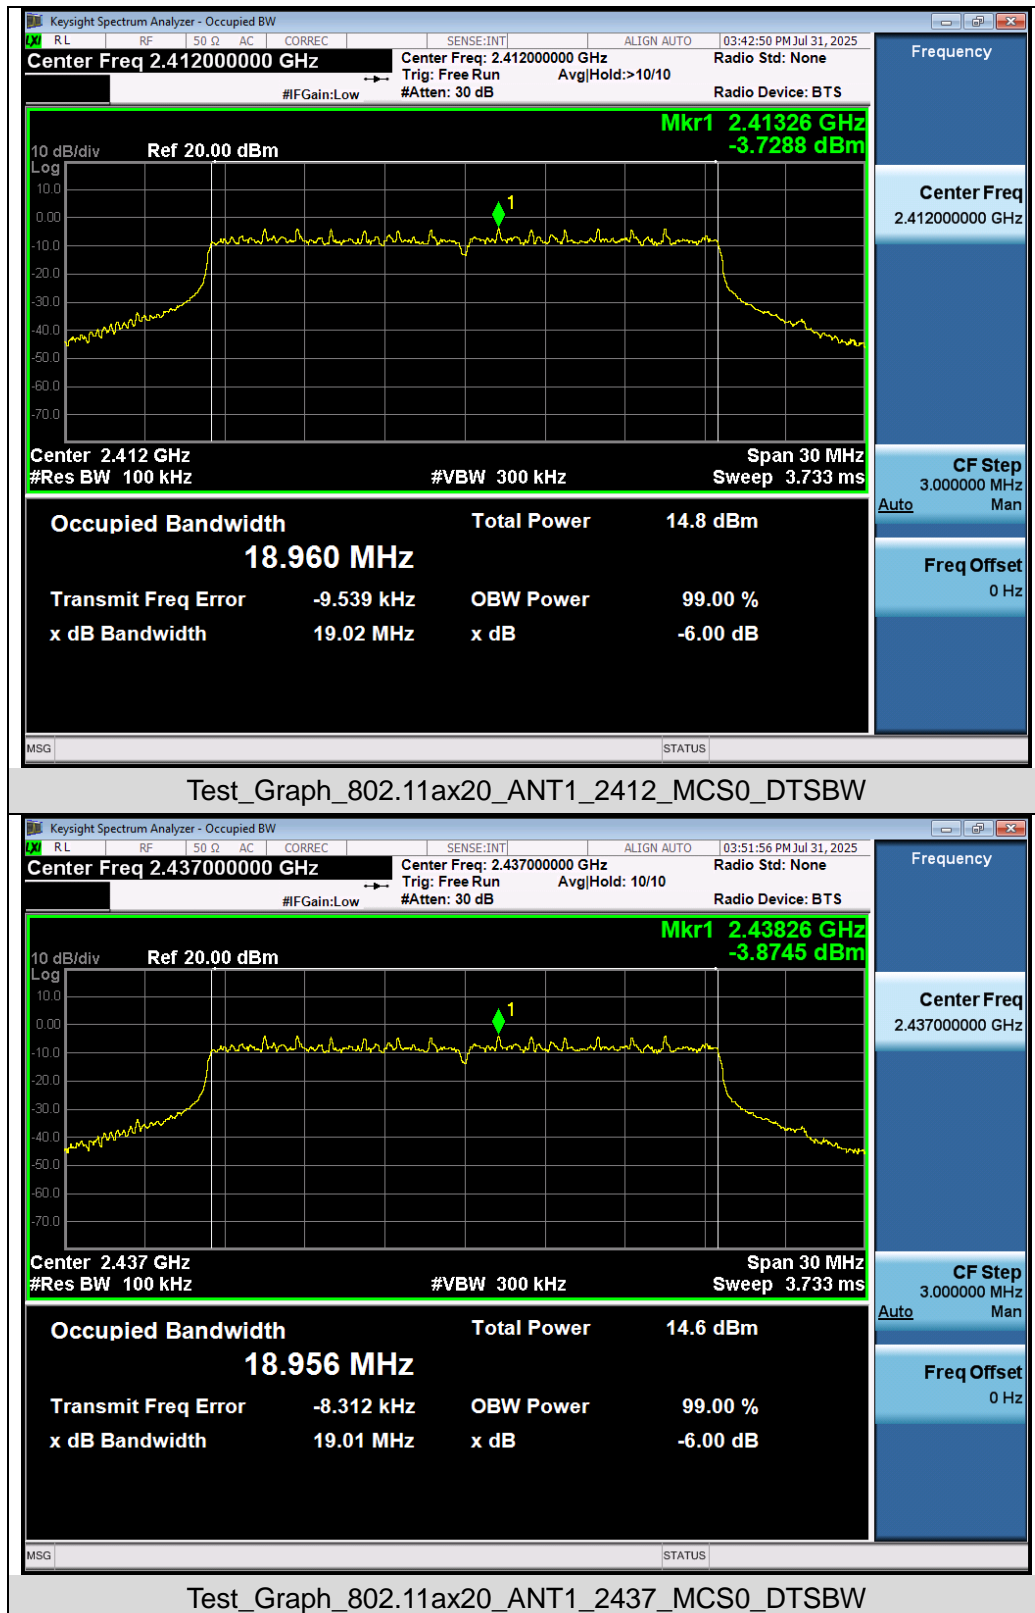 Keysight Spectrum Analyzer - Occupied BW
LXI RL RF 50 Ω AC CORREC SENSE:INT ALIGN AUTO 03:42:50 PM Jul 31, 2025
Center Freq 2.412000000 GHz
Center Freq: 2.412000000 GHz
Radio Std: None
Trig: Free Run Avg|Hold:>10/10
#IFGain:Low #Atten: 30 dB Radio Device: BTS
Frequency
Mkr1 2.41326 GHz
-3.7288 dBm
10 dB/div Ref 20.00 dBm
Log
10.0
0.00
-10.0
-20.0
-30.0
-40.0
-50.0
-60.0
-70.0
1
Center 2.412 GHz Span 30 MHz
#Res BW 100 kHz #VBW 300 kHz Sweep 3.733 ms
Center Freq
2.412000000 GHz
CF Step
3.000000 MHz
Auto Man
Freq Offset
0 Hz
Occupied Bandwidth Total Power 14.8 dBm
18.960 MHz
Transmit Freq Error -9.539 kHz OBW Power 99.00 %
x dB Bandwidth 19.02 MHz x dB -6.00 dB
MSG STATUS
Test_Graph_802.11ax20_ANT1_2412_MCS0_DTSBW
Keysight Spectrum Analyzer - Occupied BW
LXI RL RF 50 Ω AC CORREC SENSE:INT ALIGN AUTO 03:51:56 PM Jul 31, 2025
Center Freq 2.437000000 GHz
Center Freq: 2.437000000 GHz
Radio Std: None
Trig: Free Run Avg|Hold: 10/10
#IFGain:Low #Atten: 30 dB Radio Device: BTS
Frequency
Mkr1 2.43826 GHz
-3.8745 dBm
10 dB/div Ref 20.00 dBm
Log
10.0
0.00
-10.0
-20.0
-30.0
-40.0
-50.0
-60.0
-70.0
1
Center 2.437 GHz Span 30 MHz
#Res BW 100 kHz #VBW 300 kHz Sweep 3.733 ms
Center Freq
2.437000000 GHz
CF Step
3.000000 MHz
Auto Man
Freq Offset
0 Hz
Occupied Bandwidth Total Power 14.6 dBm
18.956 MHz
Transmit Freq Error -8.312 kHz OBW Power 99.00 %
x dB Bandwidth 19.01 MHz x dB -6.00 dB
MSG STATUS
Test_Graph_802.11ax20_ANT1_2437_MCS0_DTSBW